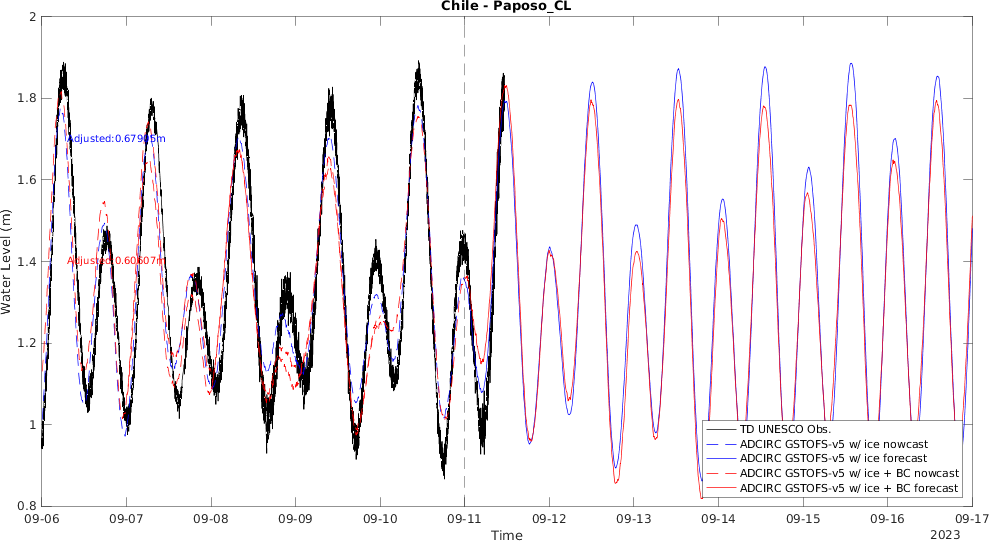 Chile - Paposo_CL
2
1.8
1.6
1.4
1.2
1
0.8
Water Level (m)
Adjusted:0.67905m
Adjusted:0.60607m
TD UNESCO Obs.
ADCIRC GSTOFS-v5 w/ ice nowcast
ADCIRC GSTOFS-v5 w/ ice forecast
ADCIRC GSTOFS-v5 w/ ice + BC nowcast
ADCIRC GSTOFS-v5 w/ ice + BC forecast
09-06 09-07 09-08 09-09 09-10 09-11 09-12 09-13 09-14 09-15 09-16 09-17
Time
2023